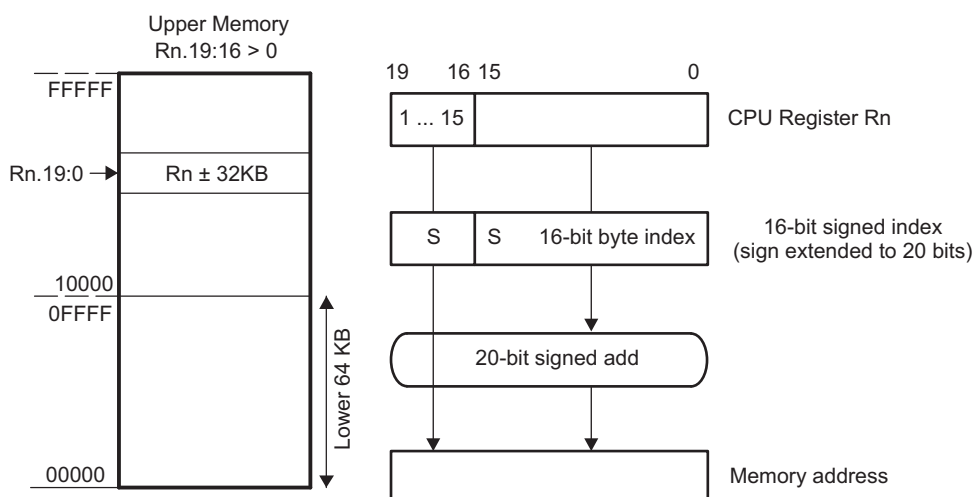 Upper Memory
Rn.19:16 > 0
FFFFF
Rn.19:0
Rn ± 32KB
10000
0FFFF
Lower 64 KB
00000
19 16 15 0
1 ... 15
CPU Register Rn
S S 16-bit byte index
16-bit signed index
(sign extended to 20 bits)
20-bit signed add
Memory address